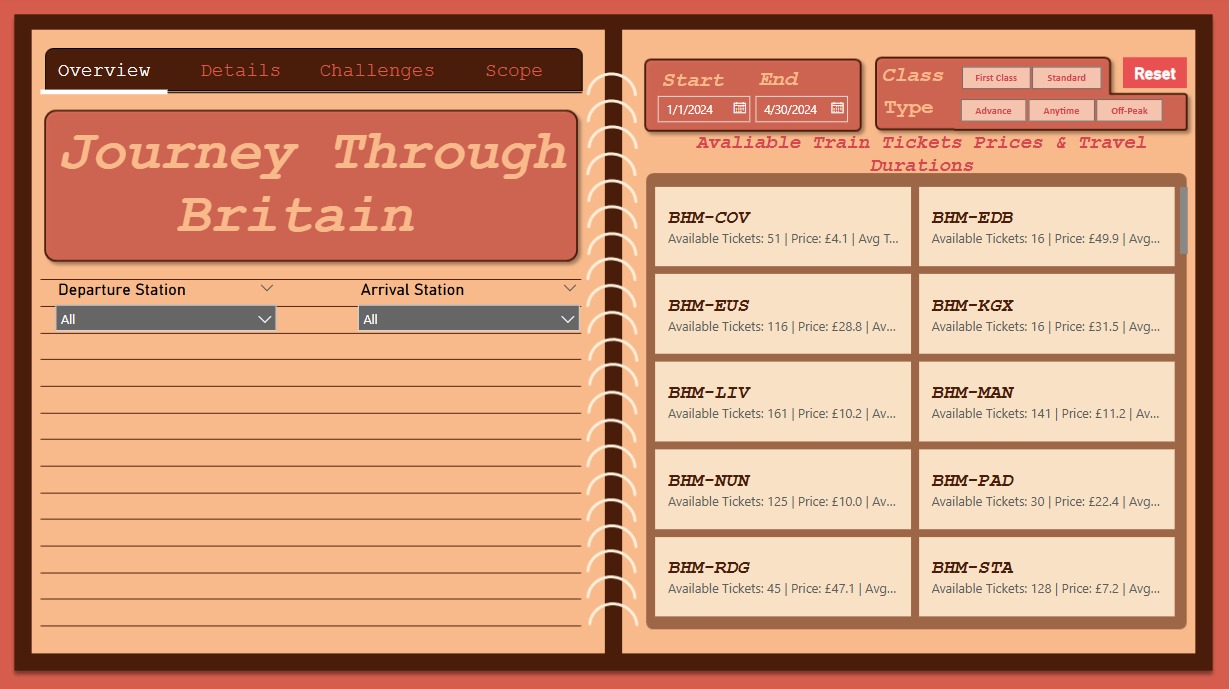 Overview Details Challenges Scope
Journey Through
Britain
Departure Station Arrival Station
All All
Start End
1/1/2024 4/30/2024
Class First Class Standard
Reset
Type Advance Anytime Off-Peak
Avaliable Train Tickets Prices & Travel
Durations
BHM-COV
Available Tickets: 51 | Price: £4.1 | Avg T...
BHM-EDB
Available Tickets: 16 | Price: £49.9 | Avg...
BHM-EUS
Available Tickets: 116 | Price: £28.8 | Av...
BHM-KGX
Available Tickets: 16 | Price: £31.5 | Avg...
BHM-LIV
Available Tickets: 161 | Price: £10.2 | Av...
BHM-MAN
Available Tickets: 141 | Price: £11.2 | Av...
BHM-NUN
Available Tickets: 125 | Price: £10.0 | Av...
BHM-PAD
Available Tickets: 30 | Price: £22.4 | Avg...
BHM-RDG
Available Tickets: 45 | Price: £47.1 | Avg...
BHM-STA
Available Tickets: 128 | Price: £7.2 | Avg...